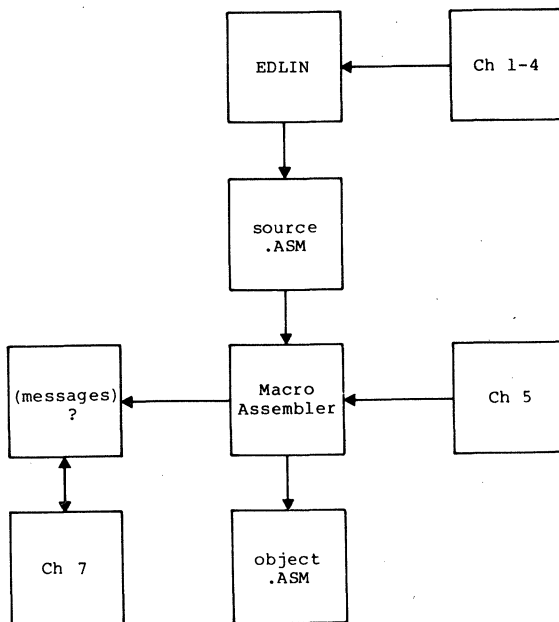 EDLIN
Ch 1-4
source
.ASM
(messages)
?
Macro
Assembler
Ch 5
Ch 7
object
.ASM